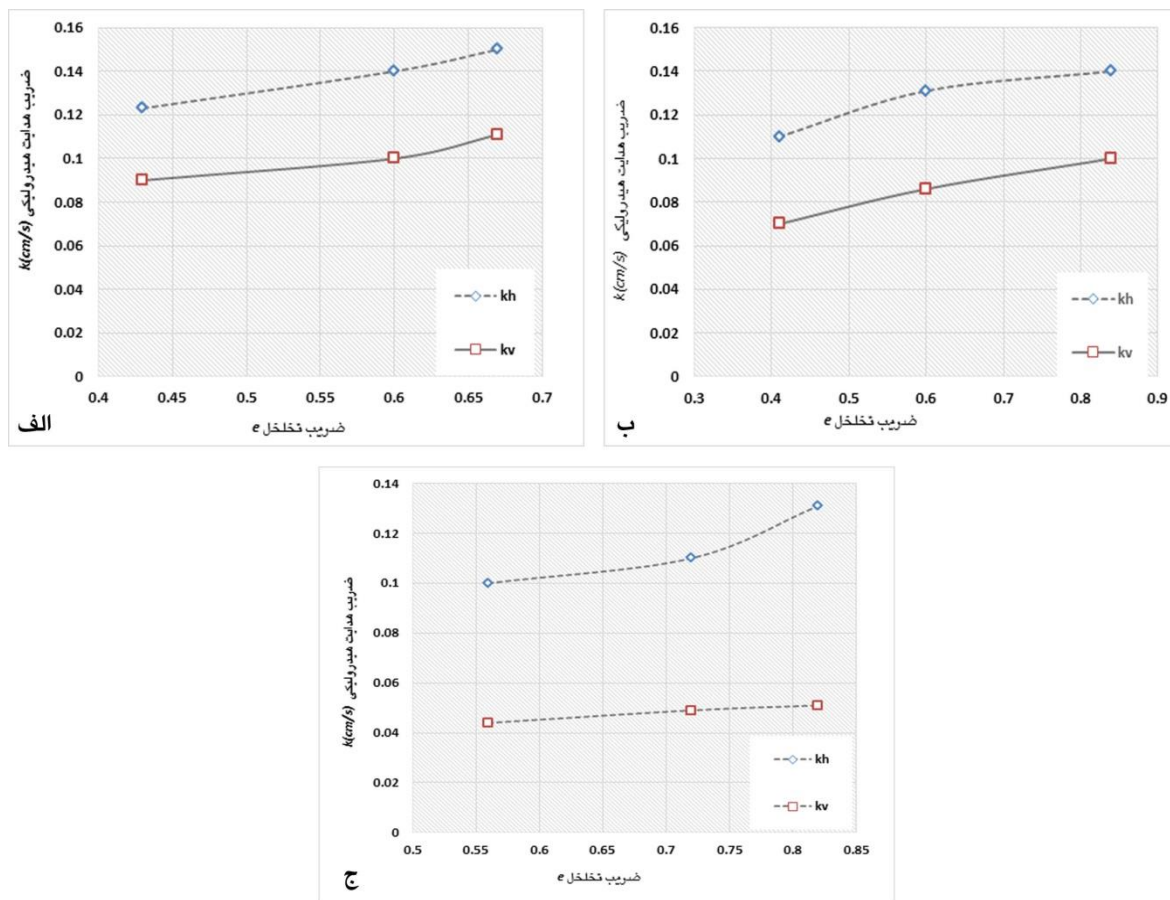 0.16
0.14
0.12
0.1
0.08
0.06
0.04
0.02
0
ضریب هدایت هیدرولیکی k(cm/s)
kh
kv
0.4 0.45 0.5 0.55 0.6 0.65 0.7
ضریب تخلخل e
الف
0.16
0.14
0.12
0.1
0.08
0.06
0.04
0.02
0
ضریب هدایت هیدرولیکی k(cm/s)
kh
kv
0.3 0.4 0.5 0.6 0.7 0.8 0.9
ضریب تخلخل e
ب
0.14
0.12
0.1
0.08
0.06
0.04
0.02
0
ضریب هدایت هیدرولیکی k(cm/s)
kh
kv
0.5 0.55 0.6 0.65 0.7 0.75 0.8 0.85
ضریب تخلخل e
ج